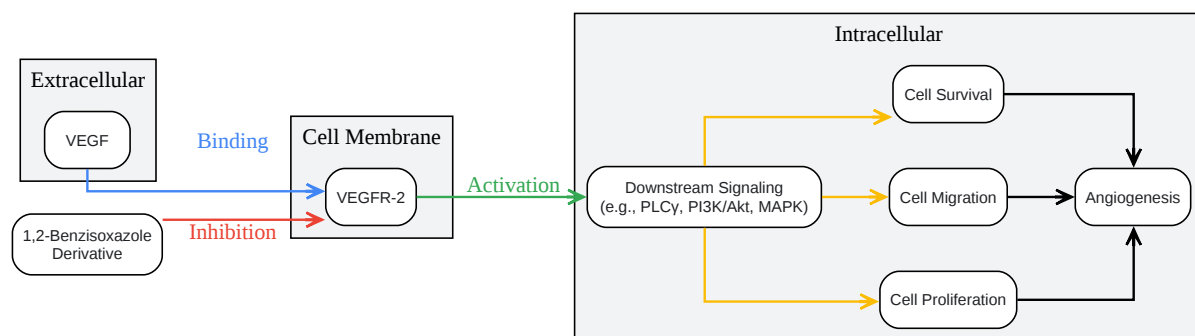 Extracellular
VEGF
Binding
Cell Membrane
VEGFR-2
1,2-Benzisoxazole
Derivative
Inhibition
Activation
Intracellular
Downstream Signaling
(e.g., PLCγ, PI3K/Akt, MAPK)
Cell Survival
Cell Migration
Cell Proliferation
Angiogenesis